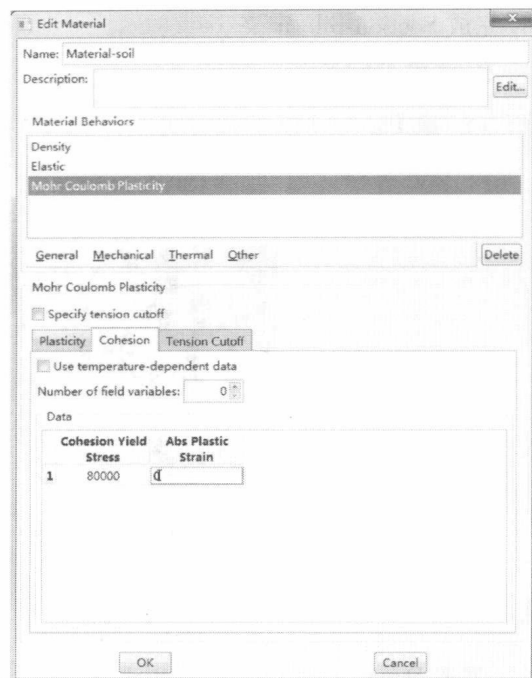 Edit Material
Name: Material-soil
Description:
Edit...
Material Behaviors
Density
Elastic
Mohr Coulomb Plasticity
General Mechanical Thermal Other Delete
Mohr Coulomb Plasticity
Specify tension cutoff
Plasticity Cohesion Tension Cutoff
Use temperature-dependent data
Number of field variables: 0
Data
Cohesion Yield Abs Plastic
Stress Strain
1 80000 0
OK Cancel